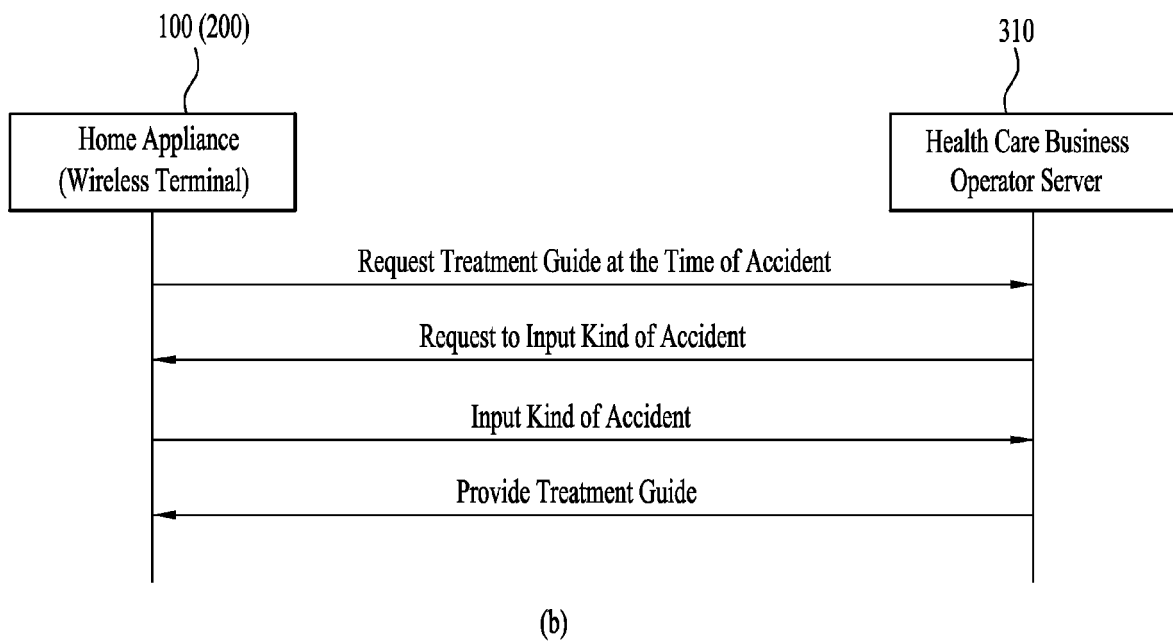 100 (200)
310
Home Appliance
(Wireless Terminal)
Health Care Business
Operator Server
Request Treatment Guide at the Time of Accident
Request to Input Kind of Accident
Input Kind of Accident
Provide Treatment Guide
(b)